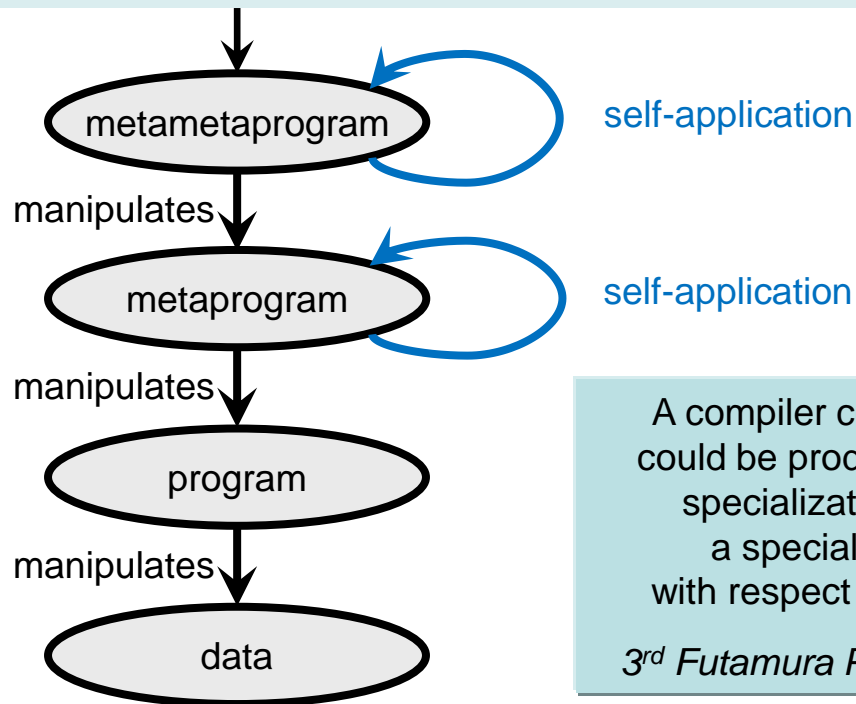 metametaprogram
self-application
manipulates
metaprogram
self-application
manipulates
program
manipulates
data
A compiler c
could be proc
specializat
a special
with respect
3rd Futamura P